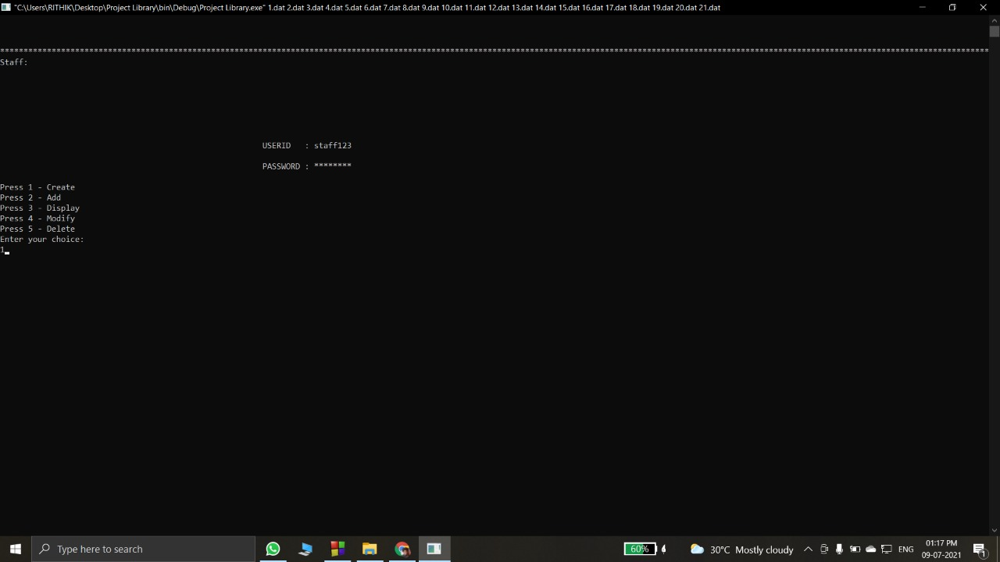 "C:\Users\RITHIK\Desktop\Project Library\bin\Debug\Project Library.exe" 1.dat 2.dat 3.dat 4.dat 5.dat 6.dat 7.dat 8.dat 9.dat 10.dat 11.dat 12.dat 13.dat 14.dat 15.dat 16.dat 17.dat 18.dat 19.dat 20.dat 21.dat
***************************************************************************************************************************************************************************************************************
Staff:
USERID   : staff123
PASSWORD : ********
Press 1 - Create
Press 2 - Add
Press 3 - Display
Press 4 - Modify
Press 5 - Delete
Enter your choice:
1
Type here to search
60%
30°C Mostly cloudy
ENG
01:17 PM
09-07-2021
1